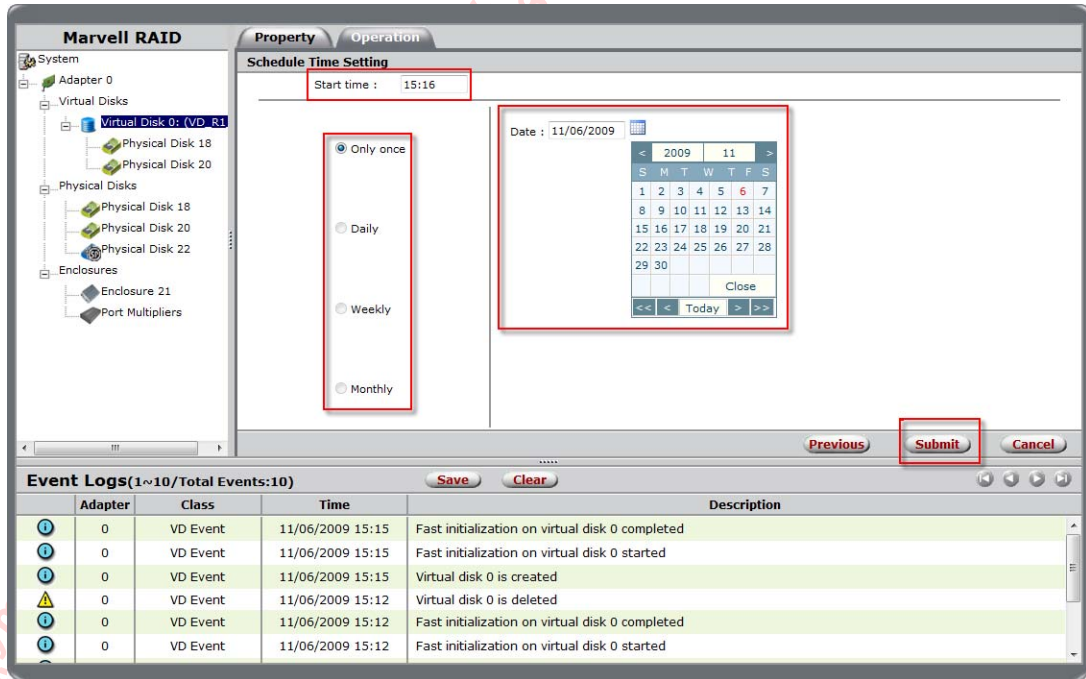 Marvell RAID
System
Adapter 0
Virtual Disks
Virtual Disk 0: (VD_R1
Physical Disk 18
Physical Disk 20
Physical Disks
Physical Disk 18
Physical Disk 20
Physical Disk 22
Enclosures
Enclosure 21
Port Multipliers
Property Operation
Schedule Time Setting
Start time : 15:16
Only once
Daily
Weekly
Monthly
Date : 11/06/2009
< 2009 11 >
S M T W T F S
1 2 3 4 5 6 7
8 9 10 11 12 13 14
15 16 17 18 19 20 21
22 23 24 25 26 27 28
29 30
Close
<< < Today > >>
Previous Submit Cancel
Event Logs(1~10/Total Events:10) Save Clear
Adapter Class Time Description
0 VD Event 11/06/2009 15:15 Fast initialization on virtual disk 0 completed
0 VD Event 11/06/2009 15:15 Fast initialization on virtual disk 0 started
0 VD Event 11/06/2009 15:15 Virtual disk 0 is created
0 VD Event 11/06/2009 15:12 Virtual disk 0 is deleted
0 VD Event 11/06/2009 15:12 Fast initialization on virtual disk 0 completed
0 VD Event 11/06/2009 15:12 Fast initialization on virtual disk 0 started